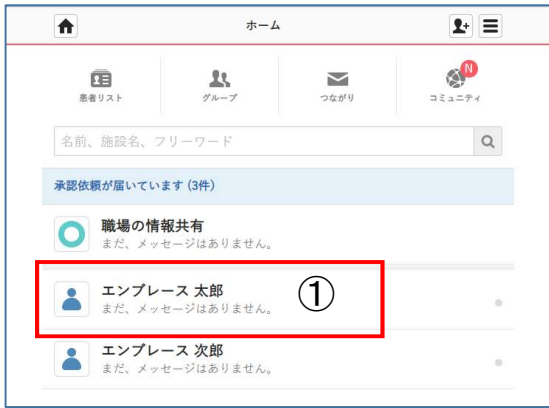 ホーム
N
患者リスト グループ つながり コミュニティ
名前、施設名、フリーワード
承認依頼が届いています (3件)
職場の情報共有
まだ、メッセージはありません。
エンブレース 太郎 ①
まだ、メッセージはありません。
エンブレース 次郎
まだ、メッセージはありません。